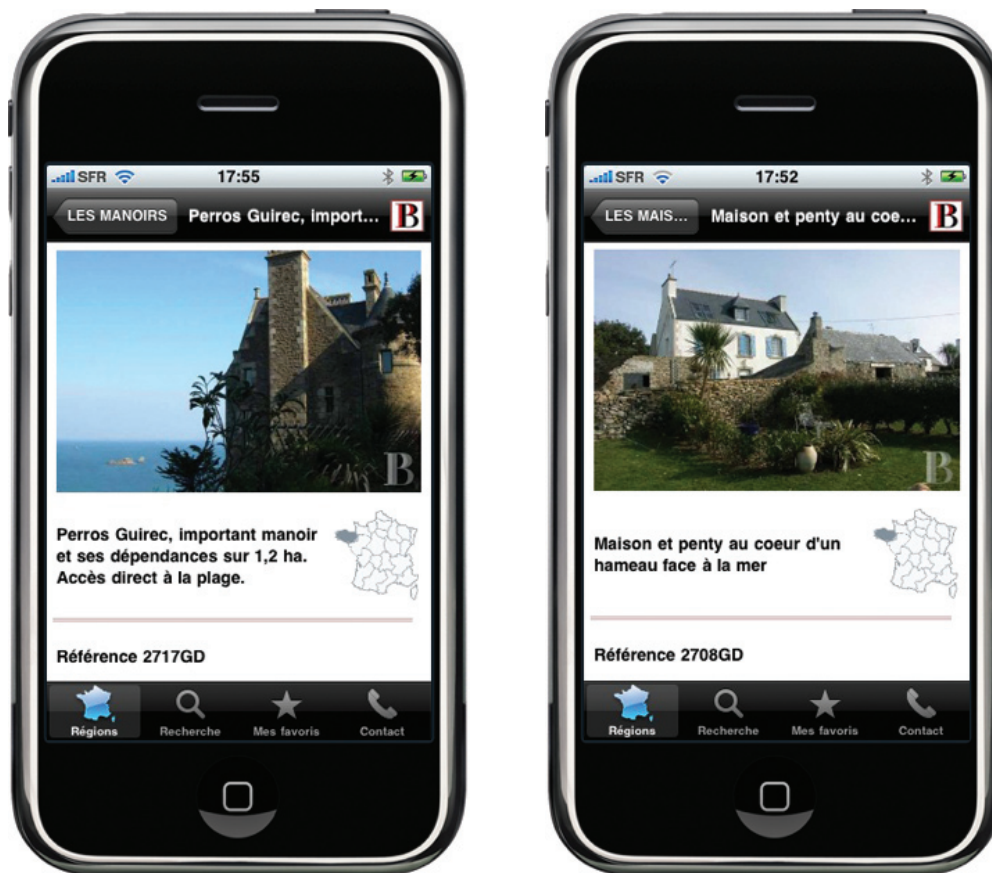 SFR 17:55
LES MANOIRS Perros Guirec, import... B
B
Perros Guirec, important manoir
et ses dépendances sur 1,2 ha.
Accès direct à la plage.
Référence 2717GD
Régions Recherche Mes favoris Contact
SFR 17:52
LES MAIS... Maison et penty au coe... B
B
Maison et penty au coeur d'un
hameau face à la mer
Référence 2708GD
Régions Recherche Mes favoris Contact